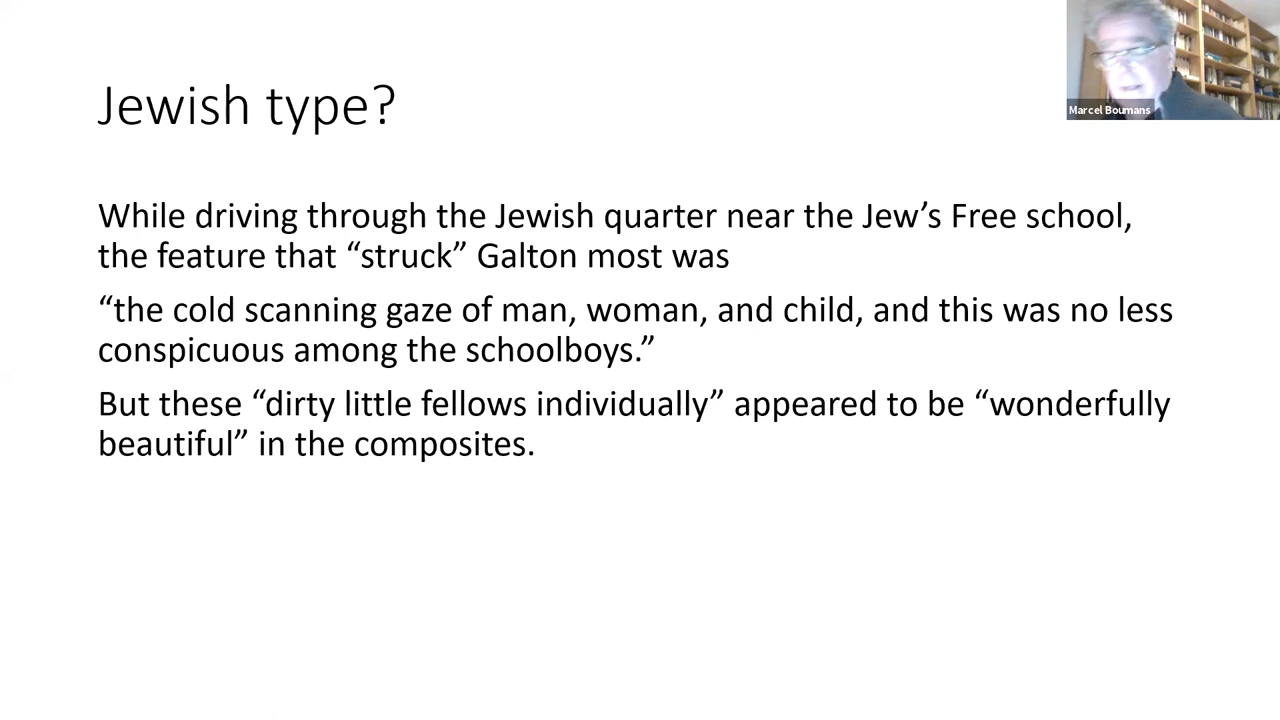 Jewish type?
Marcel Boumans
While driving through the Jewish quarter near the Jew’s Free school,
the feature that “struck” Galton most was
“the cold scanning gaze of man, woman, and child, and this was no less
conspicuous among the schoolboys.”
But these “dirty little fellows individually” appeared to be “wonderfully
beautiful” in the composites.